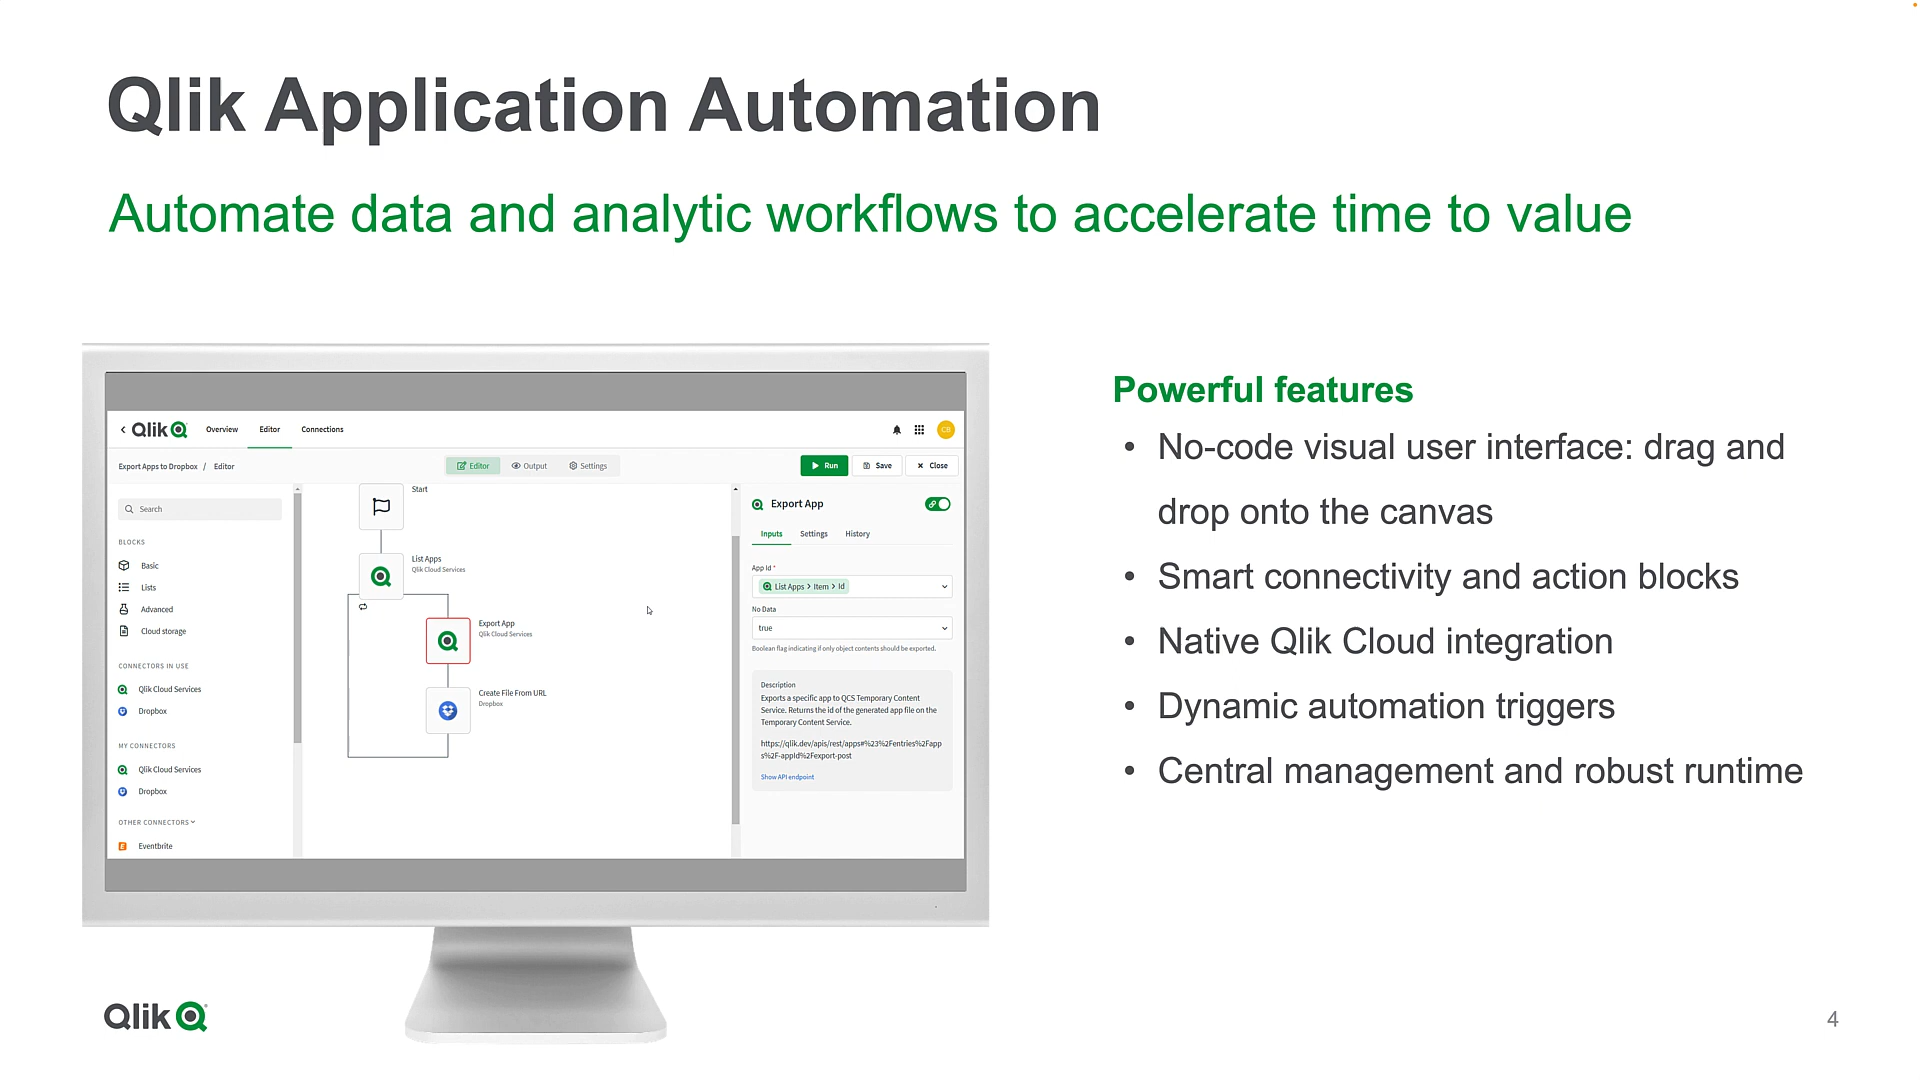 Qlik Application Automation
Automate data and analytic workflows to accelerate time to value
Qlik
Overview
Editor
Connections
CB
Export Apps to Dropbox / Editor
Editor
Output
Settings
Run
Save
Close
Search
BLOCKS
Basic
Lists
Advanced
Cloud storage
CONNECTORS IN USE
Qlik Cloud Services
Dropbox
MY CONNECTORS
Qlik Cloud Services
Dropbox
OTHER CONNECTORS
Eventbrite
Start
List Apps
Qlik Cloud Services
Export App
Qlik Cloud Services
Create File From URL
Dropbox
Export App
Inputs
Settings
History
App Id *
List Apps > Item > Id
No Data
true
Boolean flag indicating if only object contents should be exported.
Description
Exports a specific app to QCS Temporary Content
Service. Returns the id of the generated app file on the
Temporary Content Service.
https://qlik.dev/apis/rest/apps#%23%2Fentries%2Fapp
s%2F-appId%2Fexport-post
Show API endpoint
Powerful features
• No-code visual user interface: drag and
drop onto the canvas
• Smart connectivity and action blocks
• Native Qlik Cloud integration
• Dynamic automation triggers
• Central management and robust runtime
Qlik
4